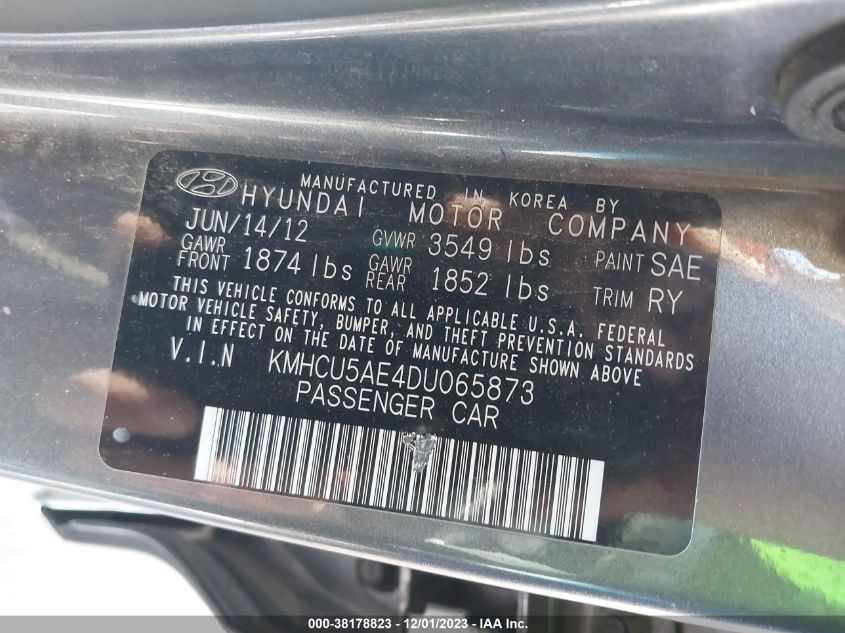 MANUFACTURED IN KOREA BY
HYUNDAI MOTOR COMPANY
JUN/14/12 GVWR 3549 lbs PAINT SAE
GAWR FRONT 1874 lbs GAWR REAR 1852 lbs TRIM RY
THIS VEHICLE CONFORMS TO ALL APPLICABLE U.S.A. FEDERAL
MOTOR VEHICLE SAFETY, BUMPER, AND THEFT PREVENTION STANDARDS
IN EFFECT ON THE DATE OF MANUFACTURE SHOWN ABOVE
V.I.N KMHCU5AE4DU065873
PASSENGER CAR
000-38178823 - 12/01/2023 - IAA Inc.